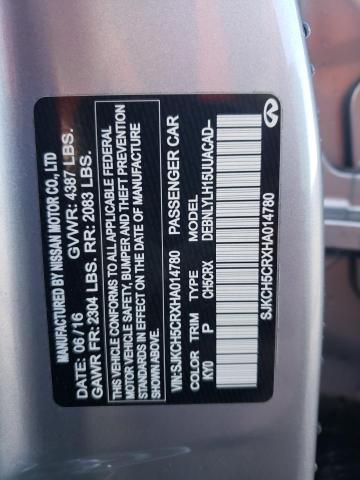 MANUFACTURED BY NISSAN MOTOR CO., LTD
DATE: 06/16 GVWR: 4387 LBS.
GAWR FR: 2304 LBS. RR: 2083 LBS.
THIS VEHICLE CONFORMS TO ALL APPLICABLE FEDERAL
MOTOR VEHICLE SAFETY, BUMPER AND THEFT PREVENTION
STANDARDS IN EFFECT ON THE DATE OF MANUFACTURE
SHOWN ABOVE.
VIN:SJKCH5CRXHA014780 PASSENGER CAR
COLOR TRIM TYPE DEBNLYLH15UUACAD--
KY0 P CH5CRX
SJKCH5CRXHA014780